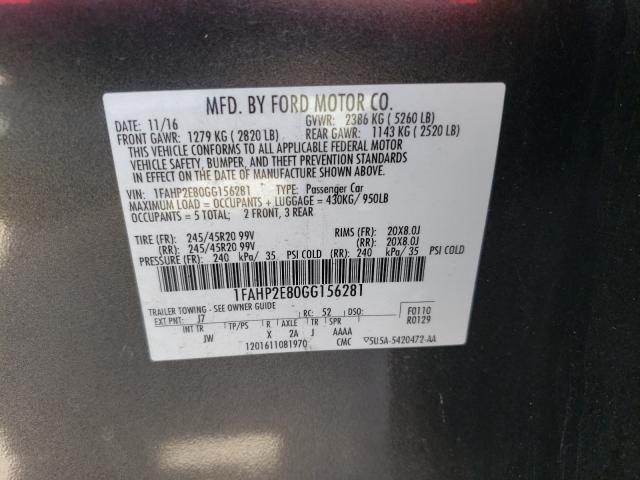 MFD. BY FORD MOTOR CO.
DATE: 11/16 GVWR: 2386 KG ( 5260 LB)
FRONT GAWR: 1279 KG ( 2820 LB) REAR GAWR: 1143 KG ( 2520 LB)
THIS VEHICLE CONFORMS TO ALL APPLICABLE FEDERAL MOTOR
VEHICLE SAFETY, BUMPER, AND THEFT PREVENTION STANDARDS
IN EFFECT ON THE DATE OF MANUFACTURE SHOWN ABOVE.
VIN: 1FAHP2E80GG156281 TYPE: Passenger Car
MAXIMUM LOAD = OCCUPANTS + LUGGAGE = 430KG/ 950LB
OCCUPANTS = 5 TOTAL; 2 FRONT, 3 REAR
TIRE (FR): 245/45R20 99V RIMS (FR): 20X8.0J
(RR): 245/45R20 99V (RR): 20X8.0J
PRESSURE (FR): 240 kPa/ 35 PSI COLD (RR): 240 kPa/ 35 PSI COLD
1FAHP2E80GG156281
TRAILER TOWING - SEE OWNER GUIDE
EXT PNT: J7 RC: 52 DSO: F0110
INT TR TP/PS R AXLE TR SPR R0129
JW X 2A J AAAA
1201611081970 CMC ▽5U5A-5420472-AA